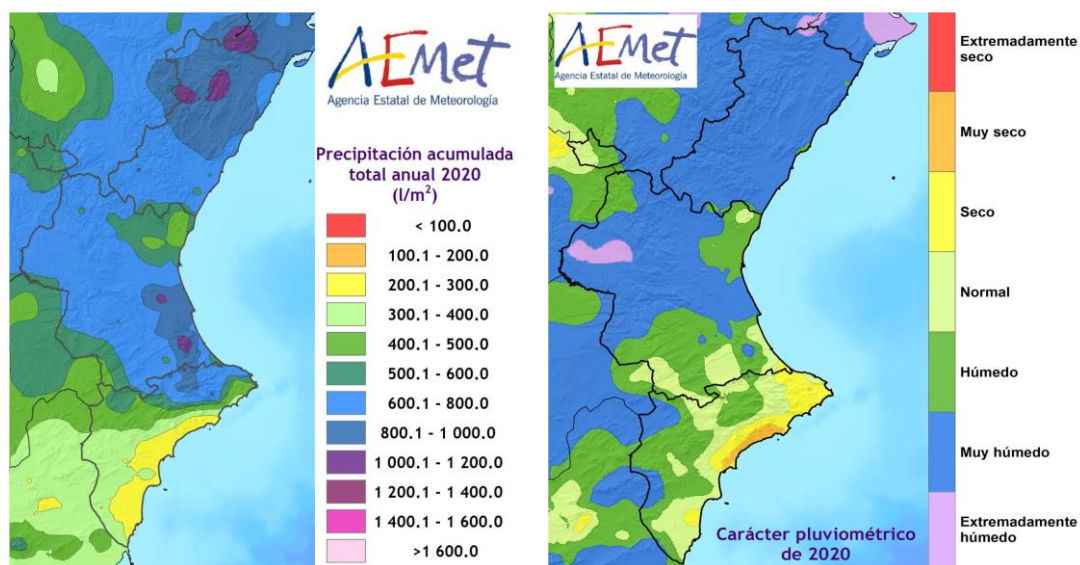 AEMet
Agencia Estatal de Meteorología
Precipitación acumulada
total anual 2020
(l/m²)
< 100.0
100.1 - 200.0
200.1 - 300.0
300.1 - 400.0
400.1 - 500.0
500.1 - 600.0
600.1 - 800.0
800.1 - 1 000.0
1 000.1 - 1 200.0
1 200.1 - 1 400.0
1 400.1 - 1 600.0
>1 600.0
AEMet
Agencia Estatal de Meteorología
Carácter pluviométrico
de 2020
Extremadamente
seco
Muy seco
Seco
Normal
Húmedo
Muy húmedo
Extremadamente
húmedo